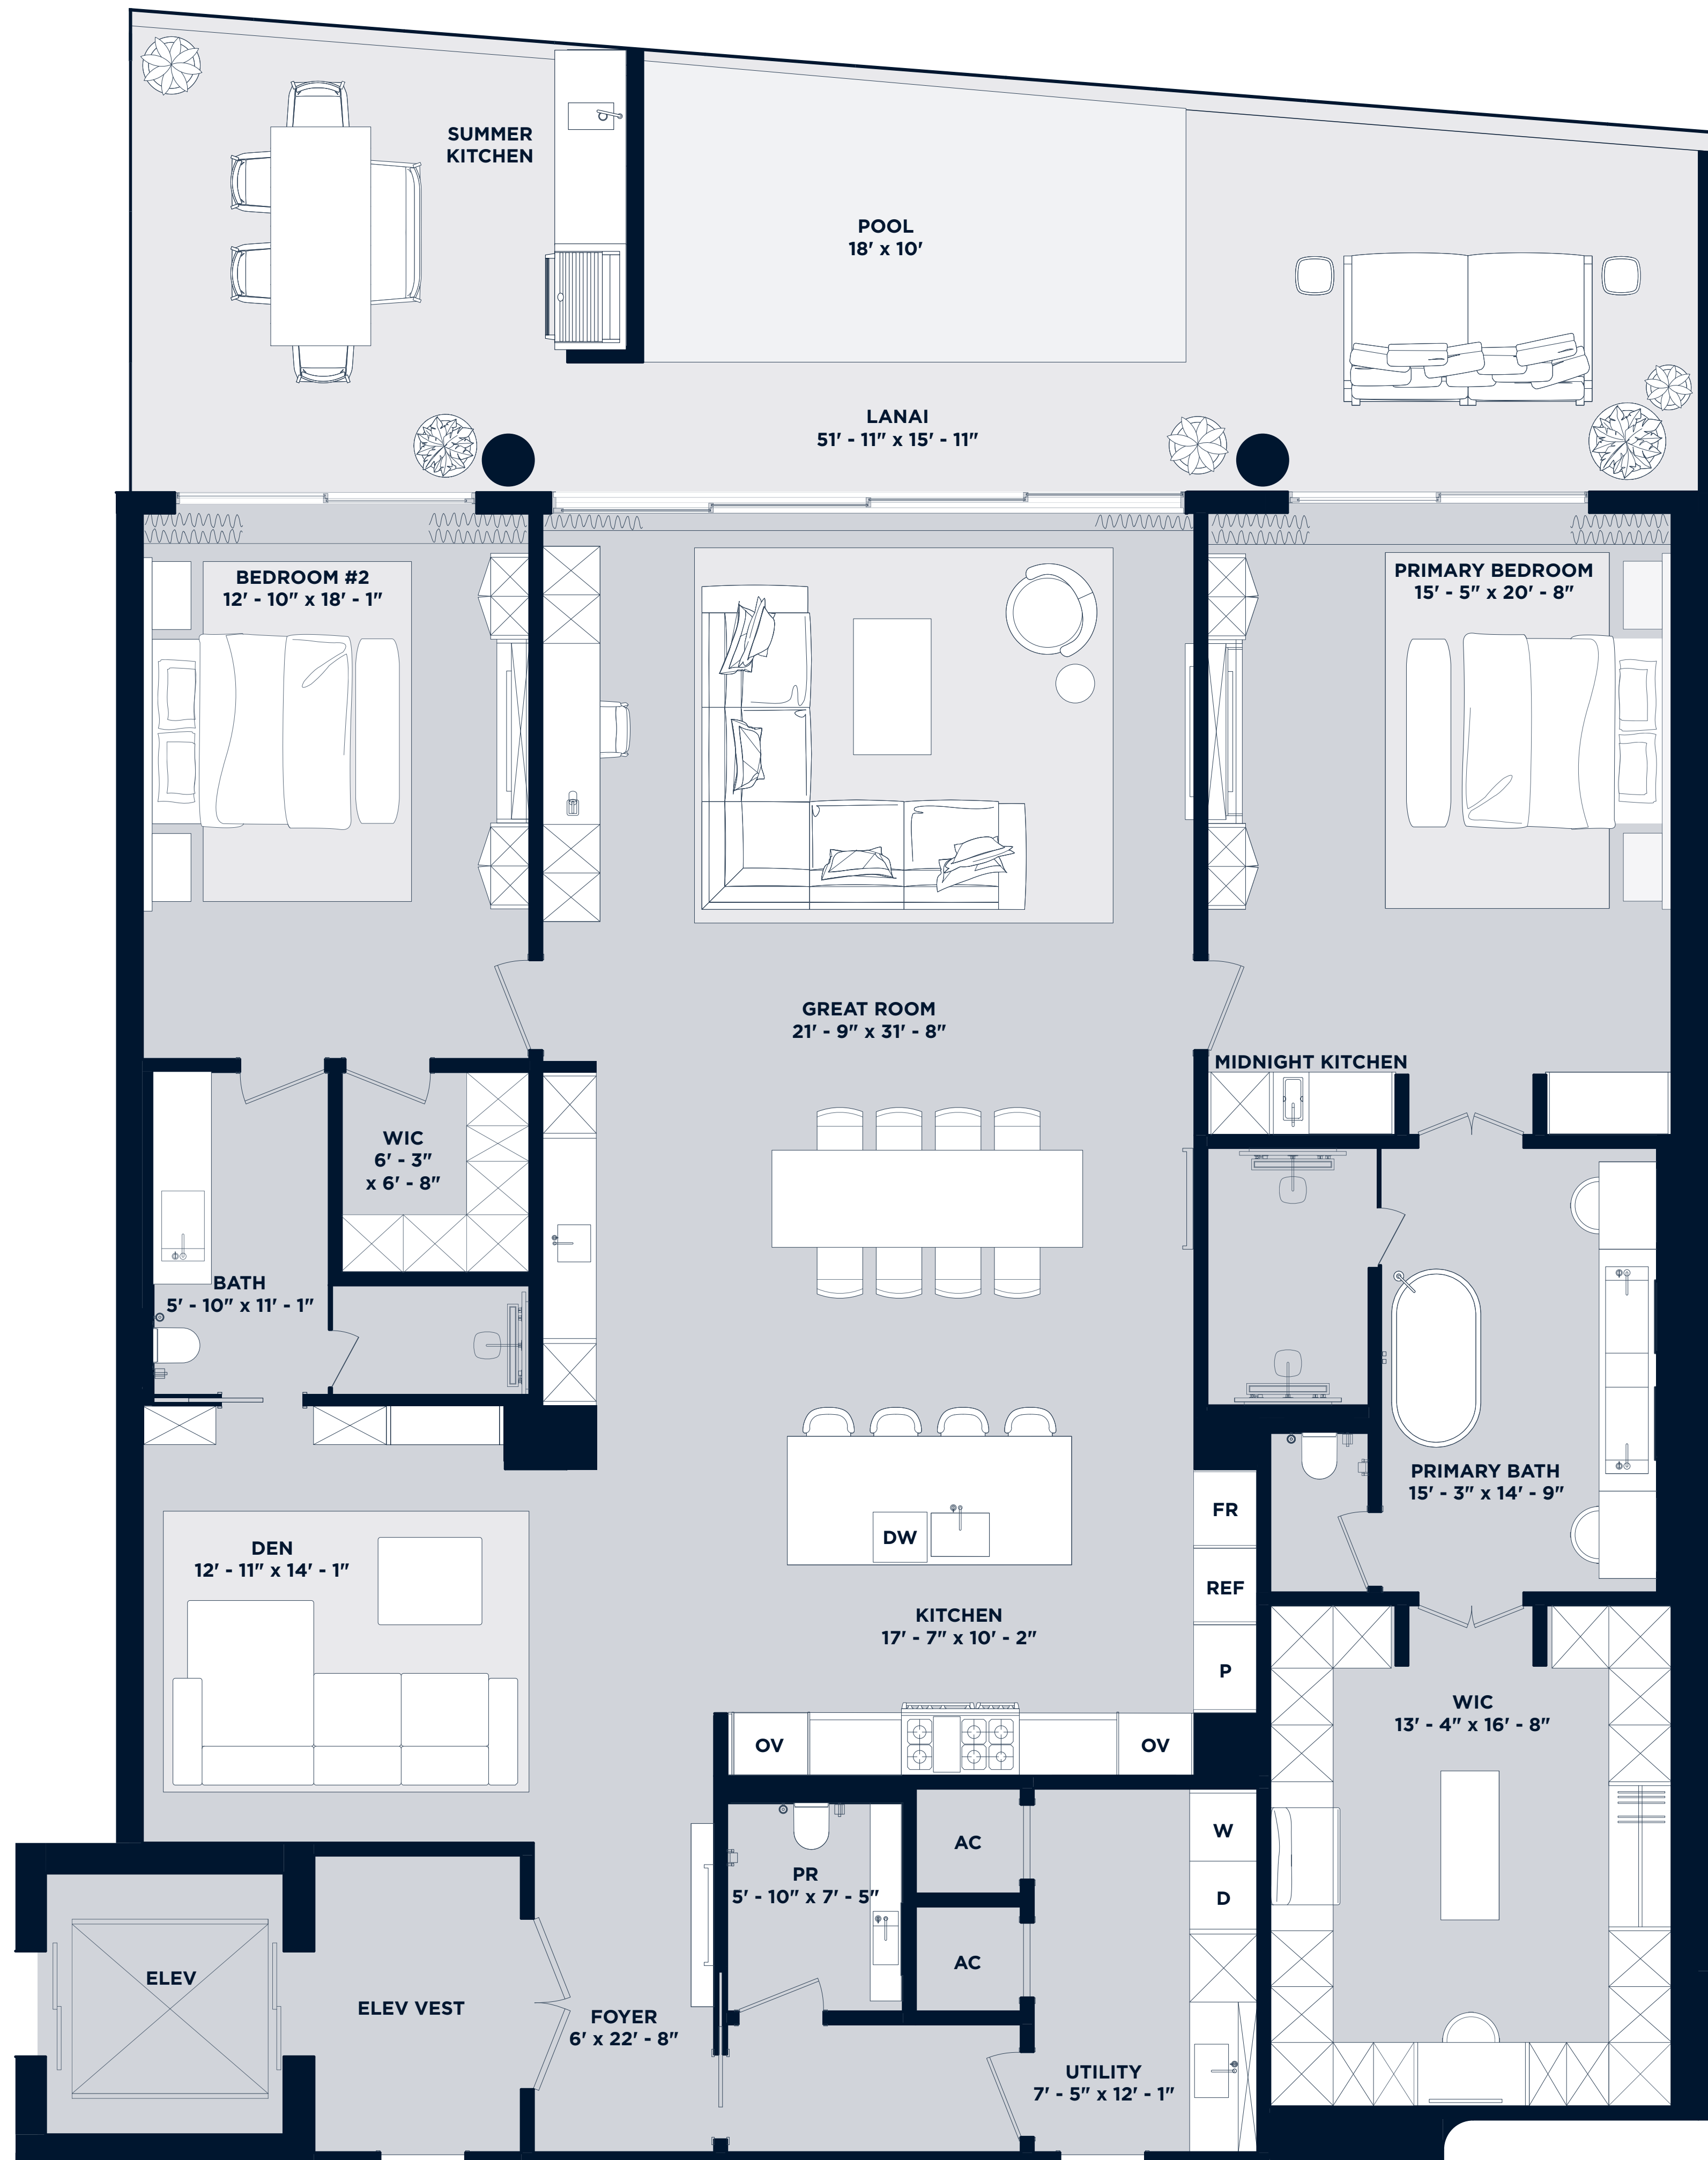 SUMMER
KITCHEN
POOL
18' x 10'
LANAI
51' - 11" x 15' - 11"
BEDROOM #2
12' - 10" x 18' - 1"
PRIMARY BEDROOM
15' - 5" x 20' - 8"
GREAT ROOM
21' - 9" x 31' - 8"
MIDNIGHT KITCHEN
WIC
6' - 3"
x 6' - 8"
BATH
5' - 10" x 11' - 1"
PRIMARY BATH
15' - 3" x 14' - 9"
FR
DW
DEN
12' - 11" x 14' - 1"
REF
KITCHEN
17' - 7" x 10' - 2"
P
WIC
13' - 4" x 16' - 8"
OV
OV
W
AC
PR
5' - 10" x 7' - 5"
D
AC
ELEV
ELEV VEST
FOYER
6' x 22' - 8"
UTILITY
7' - 5" x 12' - 1"